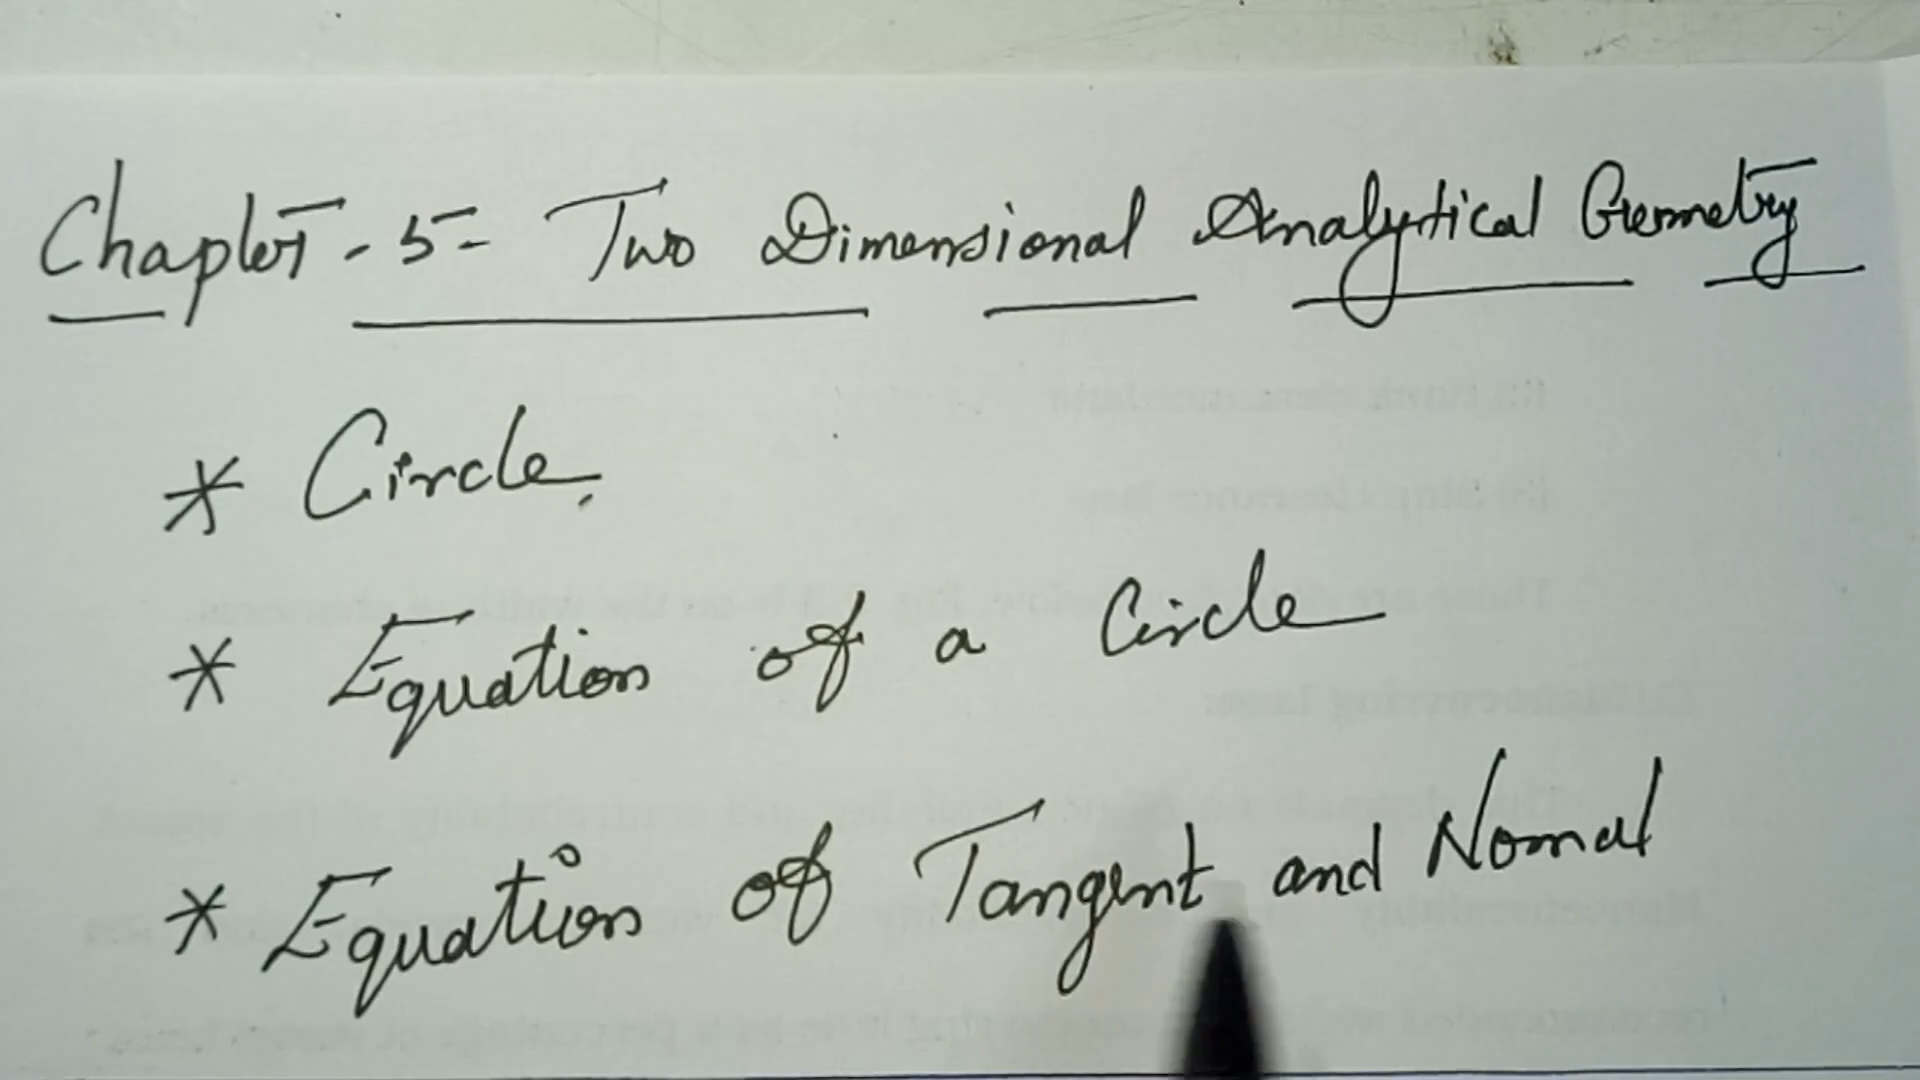 Chapter - 5 - Two Dimensional Analytical Geometry
* Circle.
* Equation of a Circle
* Equation of Tangent and Normal